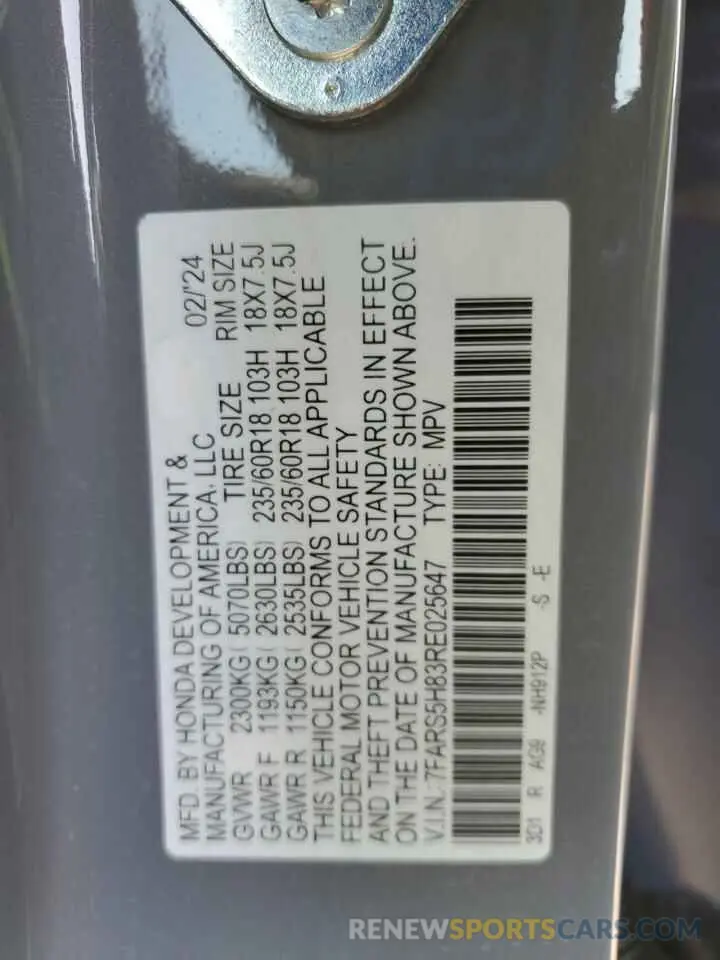 MFD. BY HONDA DEVELOPMENT &
MANUFACTURING OF AMERICA, LLC 02/'24
GVWR 2300KG (5070LBS) TIRE SIZE RIM SIZE
GAWR F 1193KG (2630LBS) 235/60R18 103H 18X7.5J
GAWR R 1150KG (2535LBS) 235/60R18 103H 18X7.5J
THIS VEHICLE CONFORMS TO ALL APPLICABLE
FEDERAL MOTOR VEHICLE SAFETY
AND THEFT PREVENTION STANDARDS IN EFFECT
ON THE DATE OF MANUFACTURE SHOWN ABOVE.
V.I.N.: 7FARS5H83RE025647 TYPE: MPV
3D1 R AG9 -NH912P -S -E
RENEWSPORTSCARS.COM